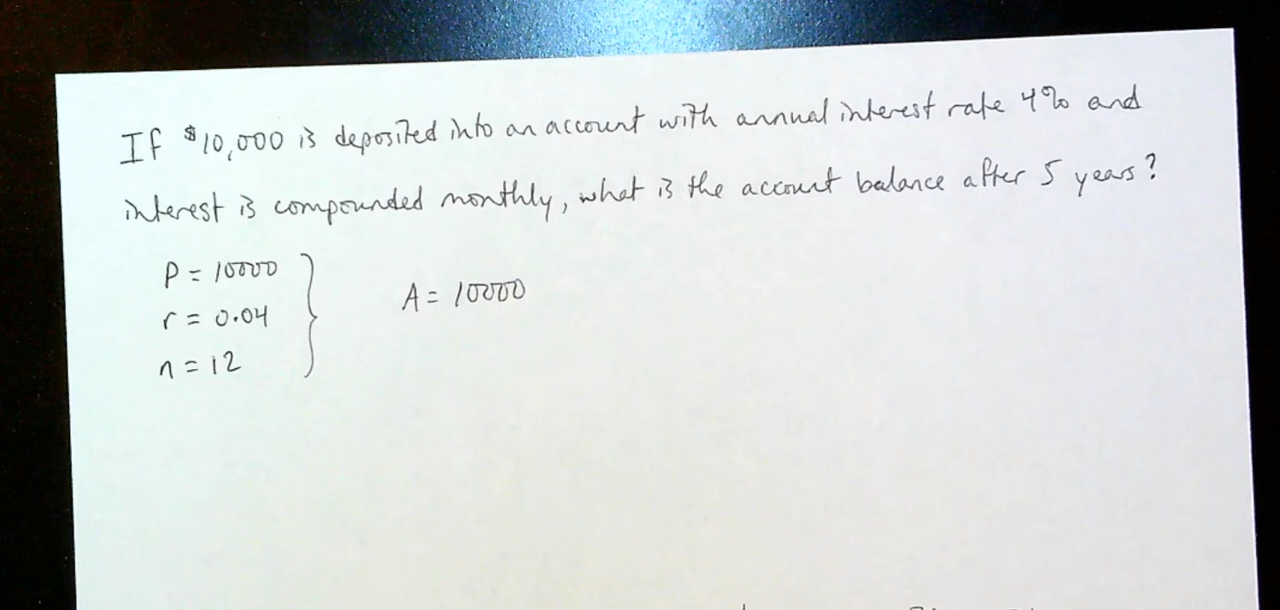 If $10,000 is deposited into an account with annual interest rate 4% and
interest is compounded monthly, what is the account balance after 5 years?
P = 10000
r = 0.04
n = 12
A = 10000